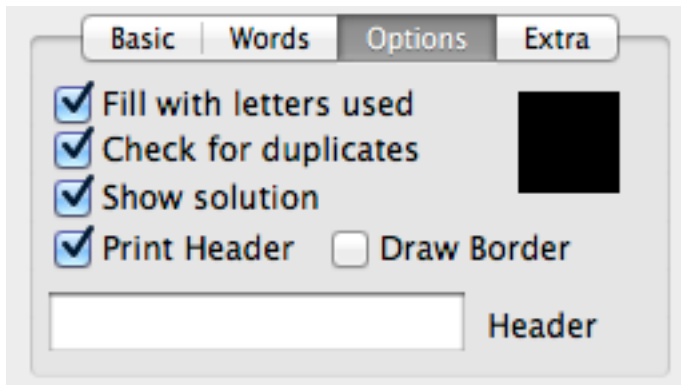 Basic Words Options Extra
Fill with letters used
Check for duplicates
Show solution
Print Header Draw Border
Header